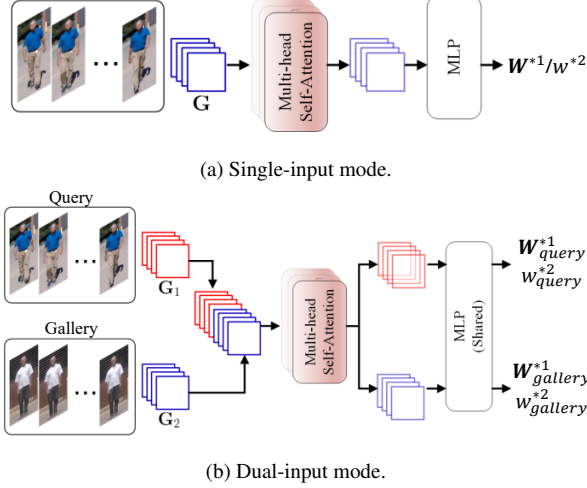 G
Multi-head
Self-Attention
MLP
W*1/w*2
(a) Single-input mode.
Query
G1
Gallery
G2
Multi-head
Self-Attention
MLP
(Shared)
W*1query
w*2query
W*1gallery
w*2gallery
(b) Dual-input mode.